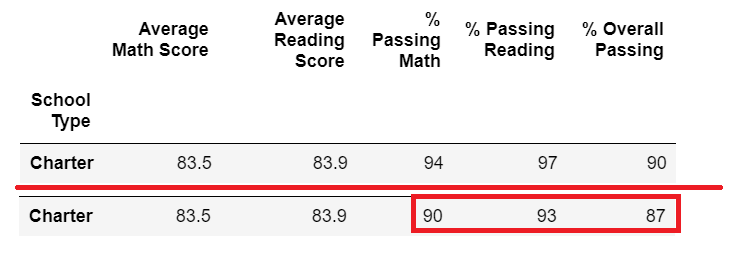 Average Math Score Average Reading Score % Passing Math % Passing Reading % Overall Passing
School Type
Charter 83.5 83.9 94 97 90
Charter 83.5 83.9 90 93 87